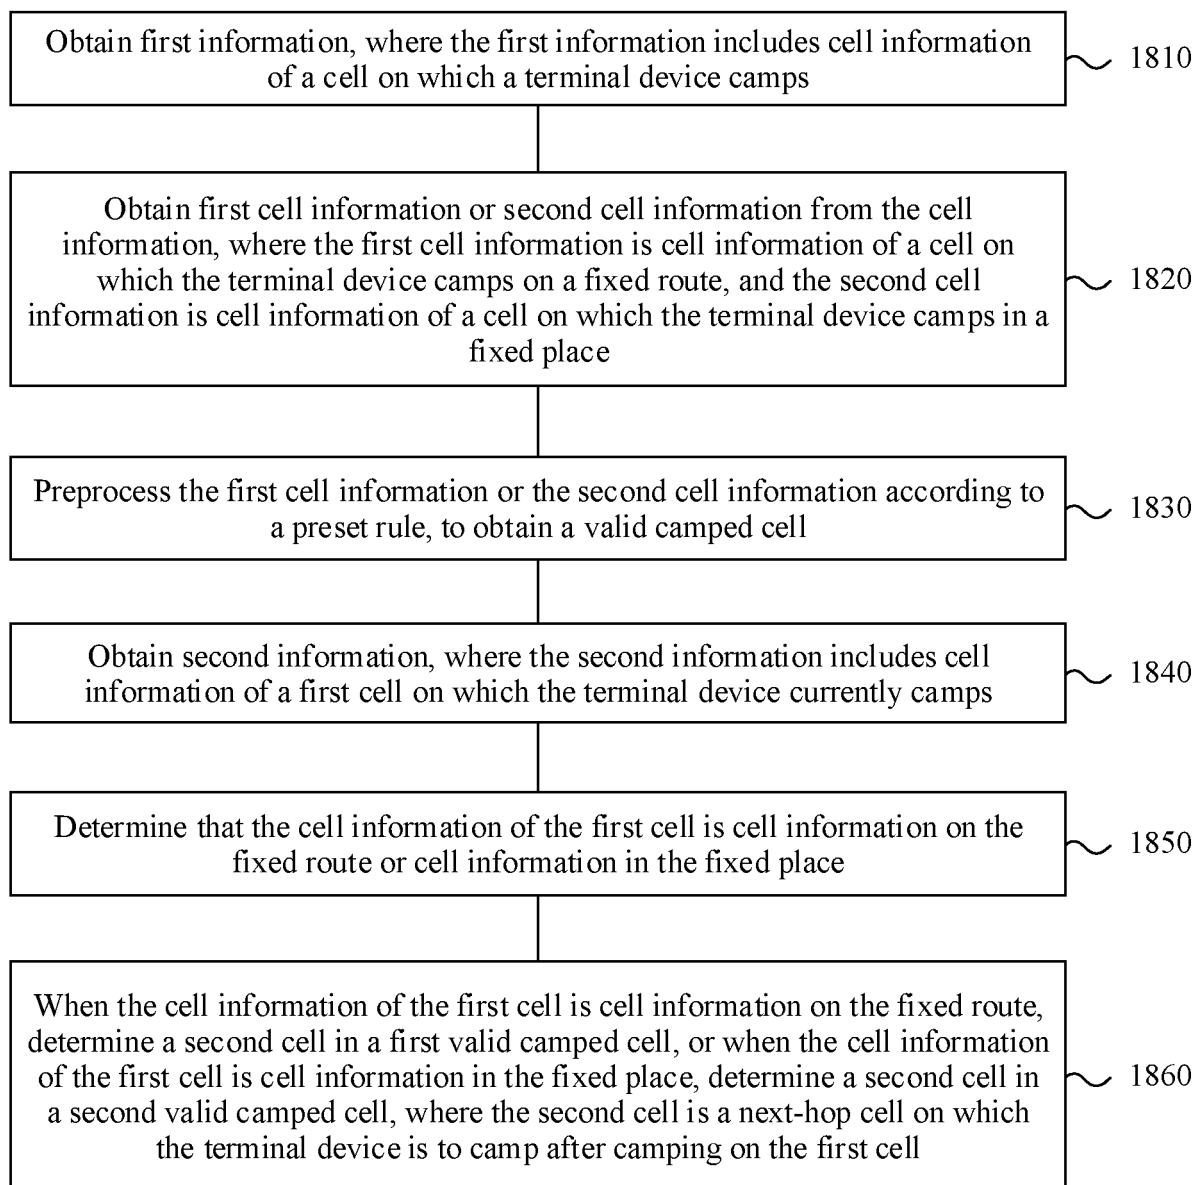 Obtain first information, where the first information includes cell information
of a cell on which a terminal device camps
1810
Obtain first cell information or second cell information from the cell
information, where the first cell information is cell information of a cell on
which the terminal device camps on a fixed route, and the second cell
information is cell information of a cell on which the terminal device camps in a
fixed place
1820
Preprocess the first cell information or the second cell information according to
a preset rule, to obtain a valid camped cell
1830
Obtain second information, where the second information includes cell
information of a first cell on which the terminal device currently camps
1840
Determine that the cell information of the first cell is cell information on the
fixed route or cell information in the fixed place
1850
When the cell information of the first cell is cell information on the fixed route,
determine a second cell in a first valid camped cell, or when the cell information
of the first cell is cell information in the fixed place, determine a second cell in
a second valid camped cell, where the second cell is a next-hop cell on which
the terminal device is to camp after camping on the first cell
1860